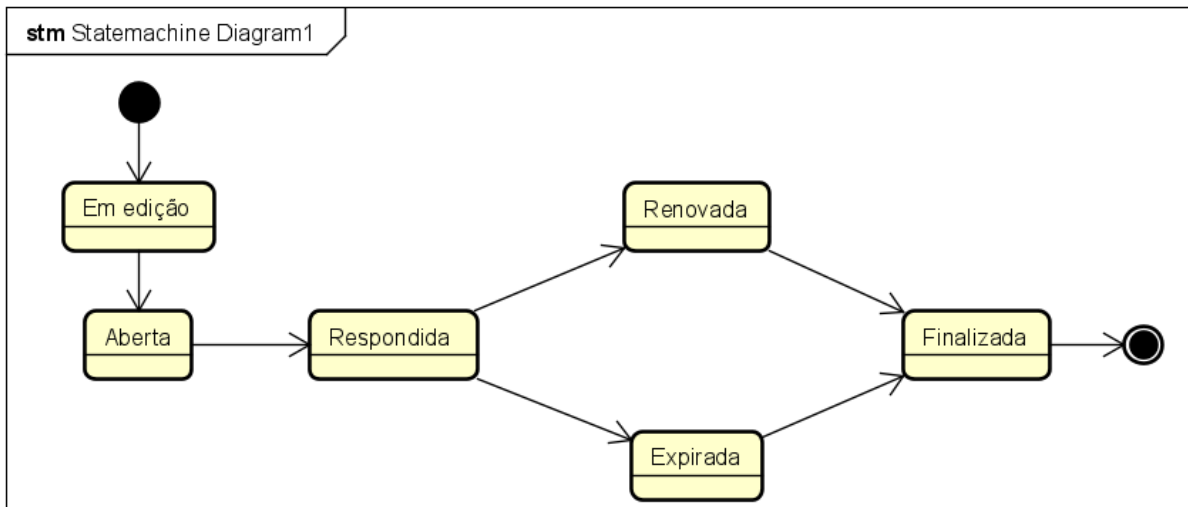 stm Statemachine Diagram1
Em edição
Renovada
Aberta
Respondida
Finalizada
Expirada